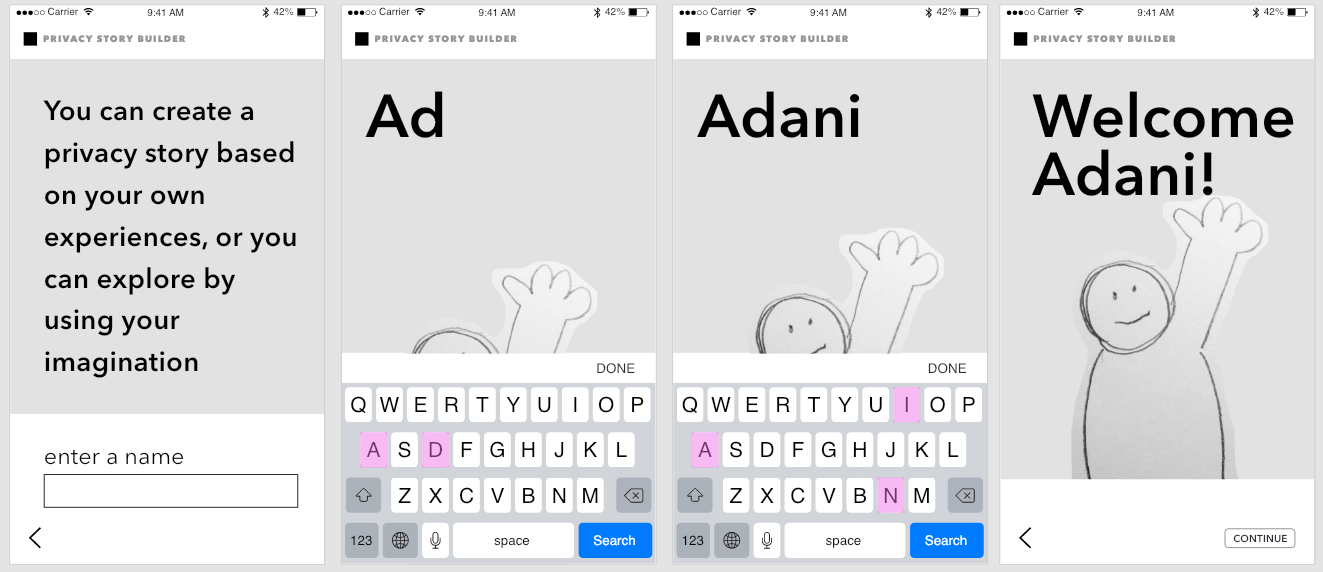 Carrier 9:41 AM 42%
PRIVACY STORY BUILDER
You can create a
privacy story based
on your own
experiences, or you
can explore by
using your
imagination
enter a name
Carrier 9:41 AM 42%
PRIVACY STORY BUILDER
Ad
DONE
Q W E R T Y U I O P
A S D F G H J K L
Z X C V B N M
123 space Search
Carrier 9:41 AM 42%
PRIVACY STORY BUILDER
Adani
DONE
Q W E R T Y U I O P
A S D F G H J K L
Z X C V B N M
123 space Search
Carrier 9:41 AM 42%
PRIVACY STORY BUILDER
Welcome
Adani!
CONTINUE